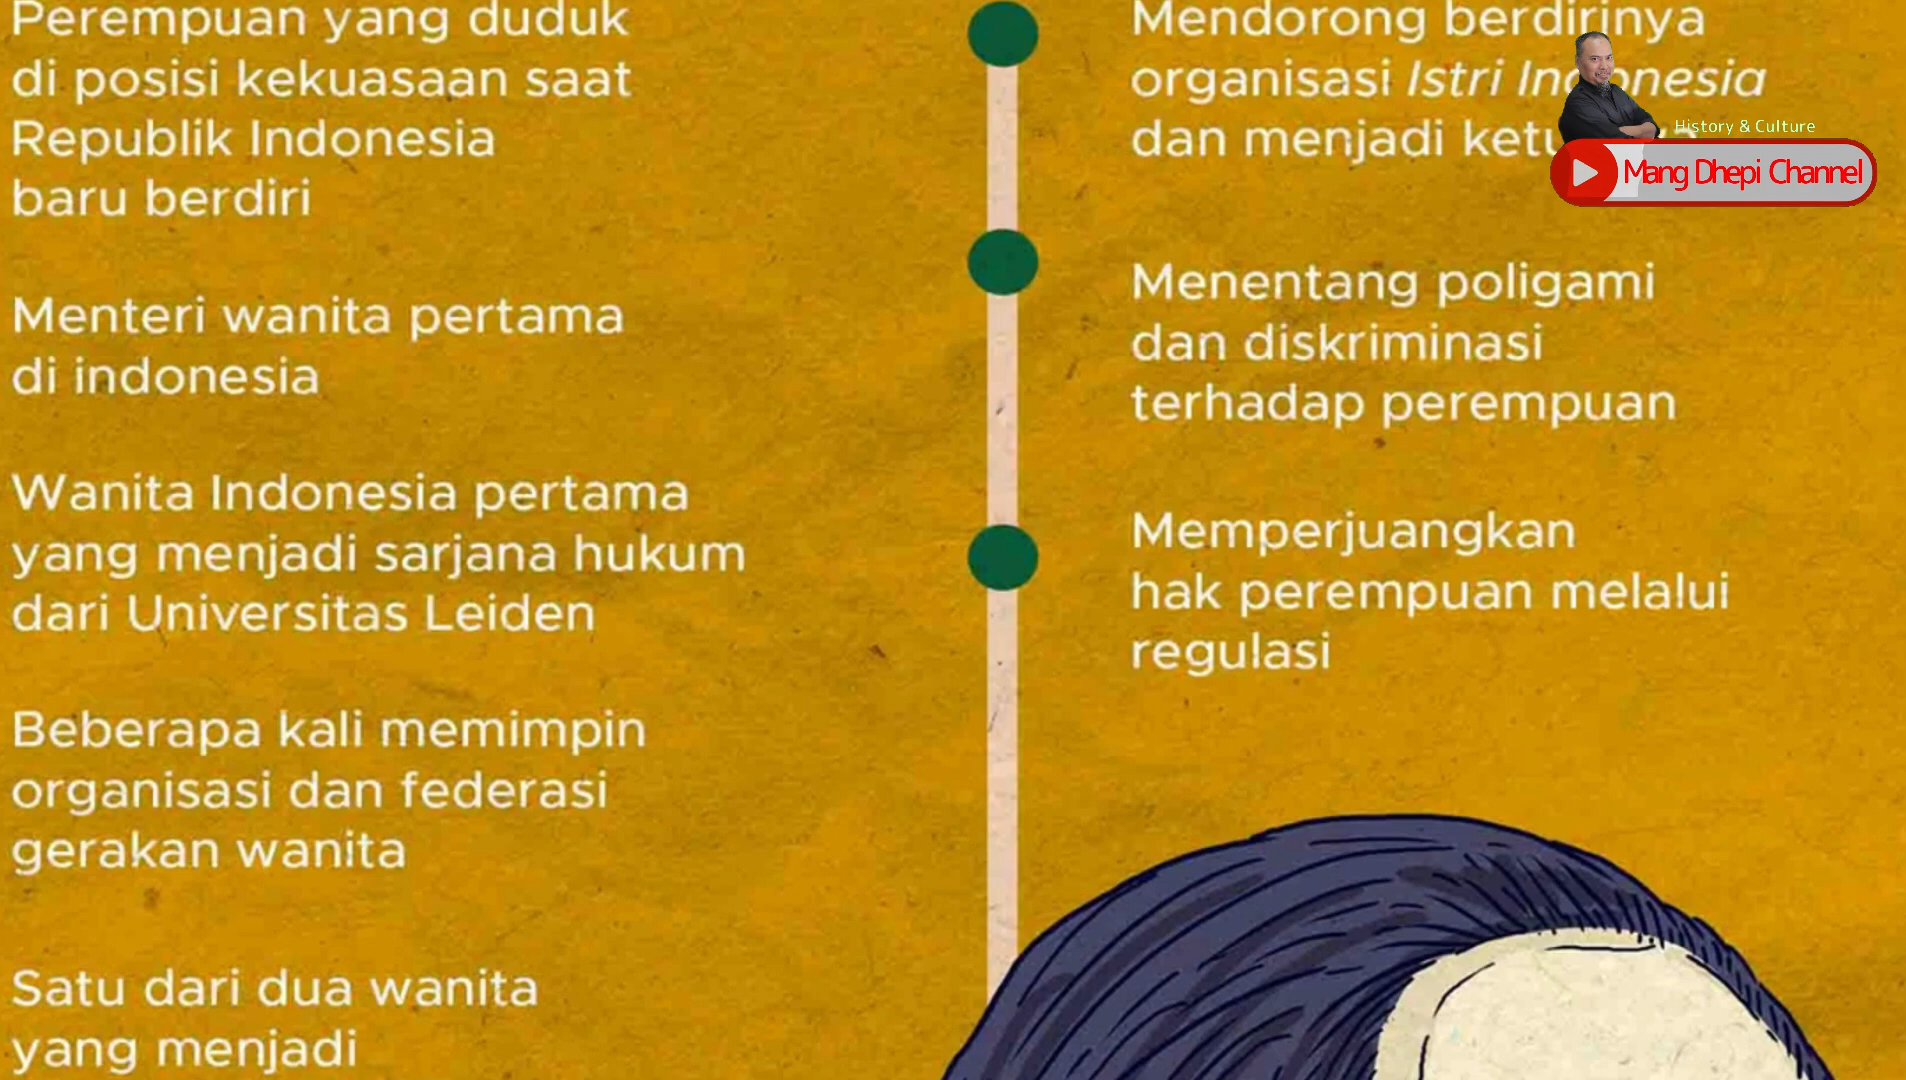 Perempuan yang duduk
di posisi kekuasaan saat
Republik Indonesia
baru berdiri
Menteri wanita pertama
di indonesia
Wanita Indonesia pertama
yang menjadi sarjana hukum
dari Universitas Leiden
Beberapa kali memimpin
organisasi dan federasi
gerakan wanita
Satu dari dua wanita
yang menjadi
Mendorong berdirinya
organisasi Istri Indonesia
dan menjadi
Menentang poligami
dan diskriminasi
terhadap perempuan
Memperjuangkan
hak perempuan melalui
regulasi
History & Culture
Mang Dhepi Channel